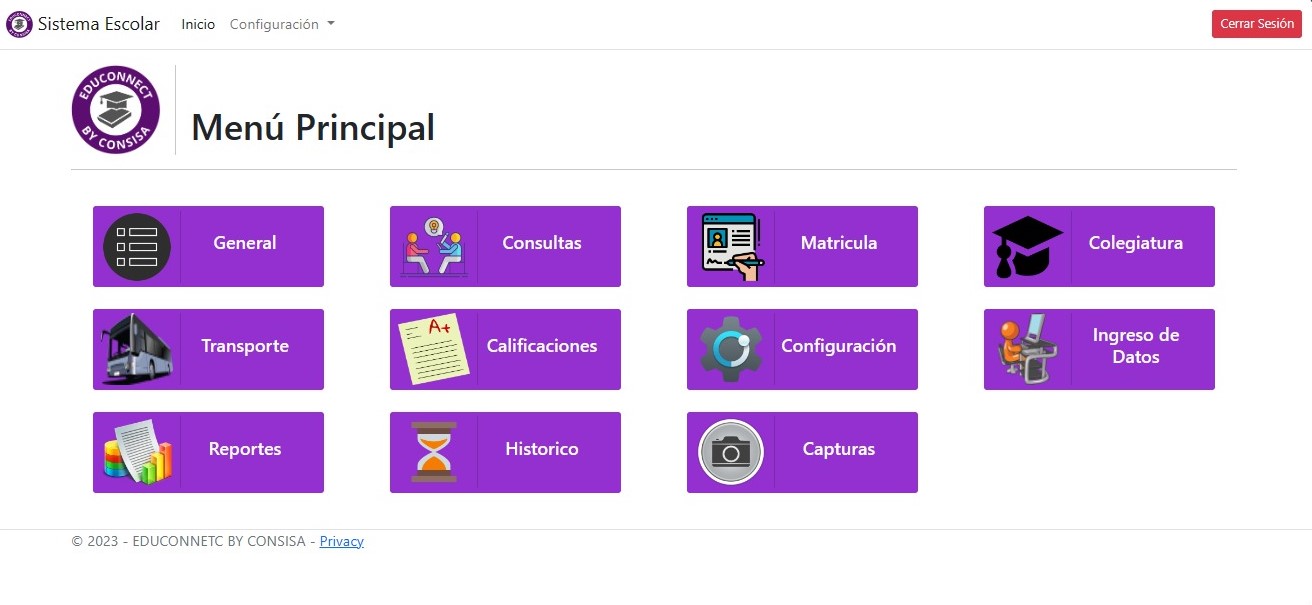 Sistema Escolar Inicio Configuración Cerrar Sesión
EDUCONNECT
BY CONSISA
Menú Principal
General Consultas Matricula Colegiatura
Transporte A+ Calificaciones Configuración Ingreso de
Datos
Reportes Historico Capturas
© 2023 - EDUCONNETC BY CONSISA - Privacy